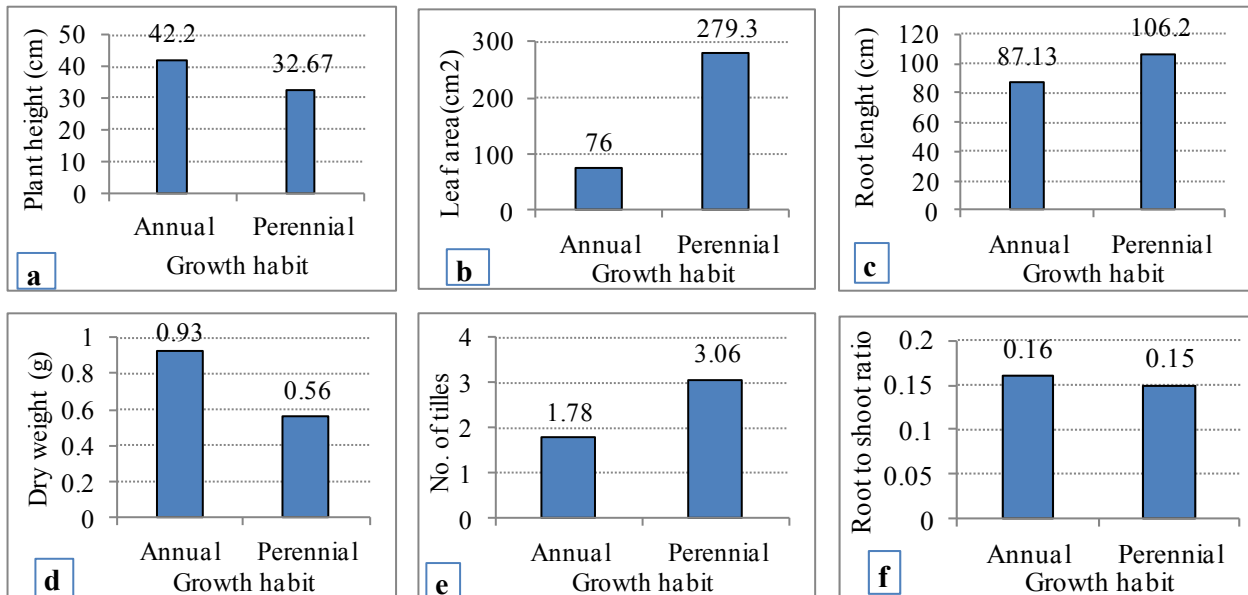 Plant height (cm)
50
40
30
20
10
0
42.2
32.67
Annual Perennial
Growth habit
a
Leaf area(cm2)
300
200
100
0
76
279.3
Annual Perennial
Growth habit
b
Root lenght (cm)
120
100
80
60
40
20
0
87.13
106.2
Annual Perennial
Growth habit
c
Dry weight (g)
1
0.8
0.6
0.4
0.2
0
0.93
0.56
Annual Perennial
Growth habit
d
No. of tilles
4
3
2
1
0
1.78
3.06
Annual Perennial
Growth habit
e
Root to shoot ratio
0.2
0.15
0.1
0.05
0
0.16
0.15
Annual Perennial
Growth habit
f